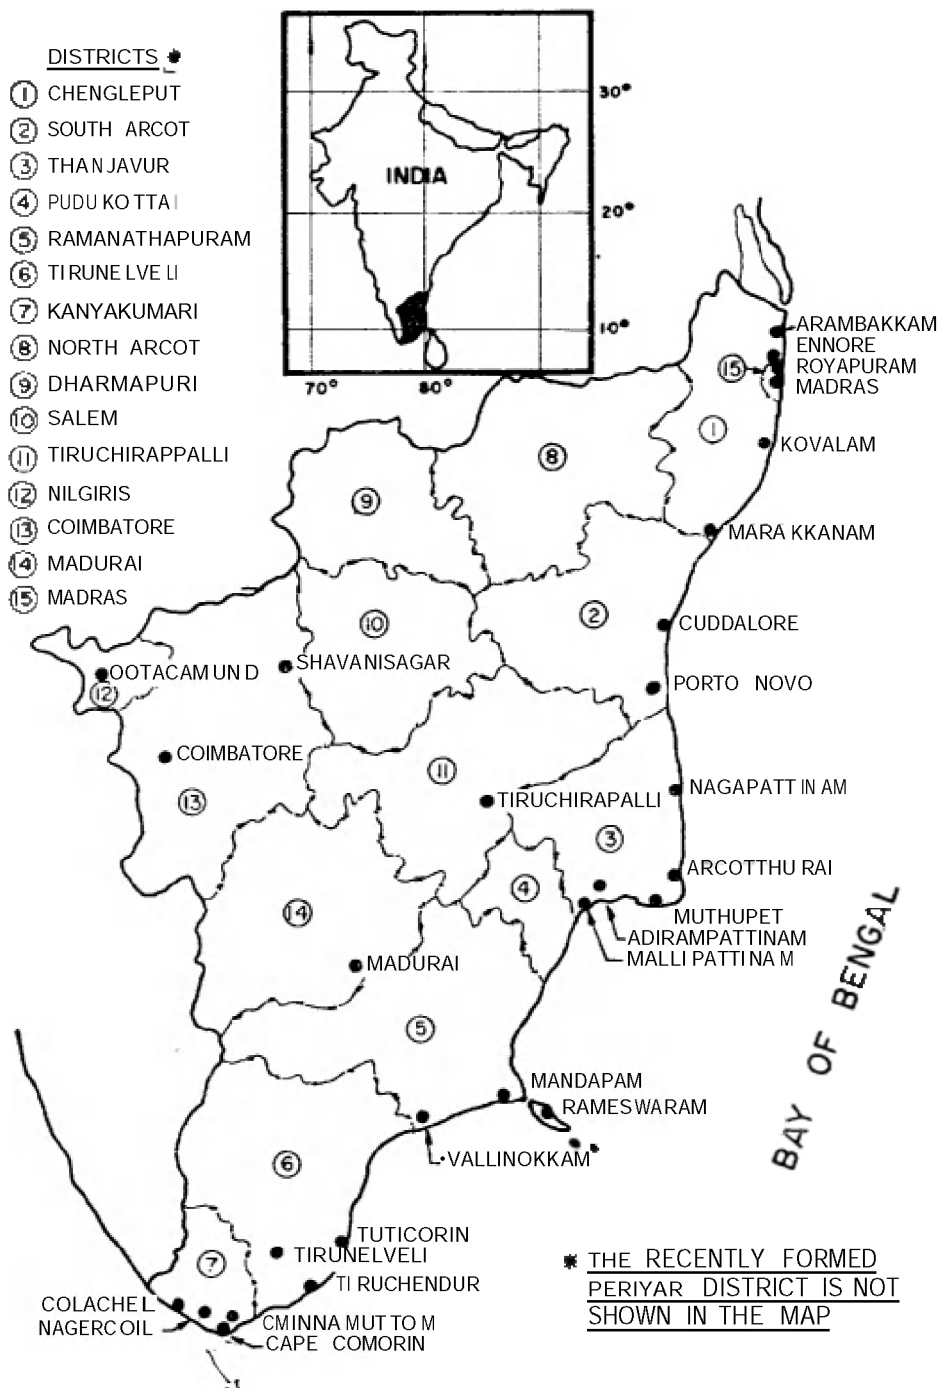 DISTRICTS *
1 CHENGLEPUT
2 SOUTH ARCOT
3 THANJAVUR
4 PUDUKOTTAI
5 RAMANATHAPURAM
6 TIRUNELVELI
7 KANYAKUMARI
8 NORTH ARCOT
9 DHARMAPURI
10 SALEM
11 TIRUCHIRAPPALLI
12 NILGIRIS
13 COIMBATORE
14 MADURAI
15 MADRAS
INDIA
30°
20°
10°
70°
80°
ARAMBAKKAM
ENNORE
ROYAPURAM
MADRAS
15
1
KOVALAM
8
9
MARAKKANAM
2
10
CUDDALORE
SHAVANISAGAR
OOTACAMUND
12
PORTO NOVO
COIMBATORE
11
13
NAGAPATTINAM
TIRUCHIRAPALLI
3
ARCOTTHURAI
4
14
MUTHUPET
ADIRAMPATTINAM
MALLIPATTINAM
MADURAI
BAY OF BENGAL
5
MANDAPAM
RAMESWARAM
VALLINOKKAM
6
TUTICORIN
TIRUNELVELI
7
TIRUCHENDUR
COLACHEL
NAGERCOIL
CMINNAMUTTOM
CAPE COMORIN
* THE RECENTLY FORMED
PERIYAR DISTRICT IS NOT
SHOWN IN THE MAP